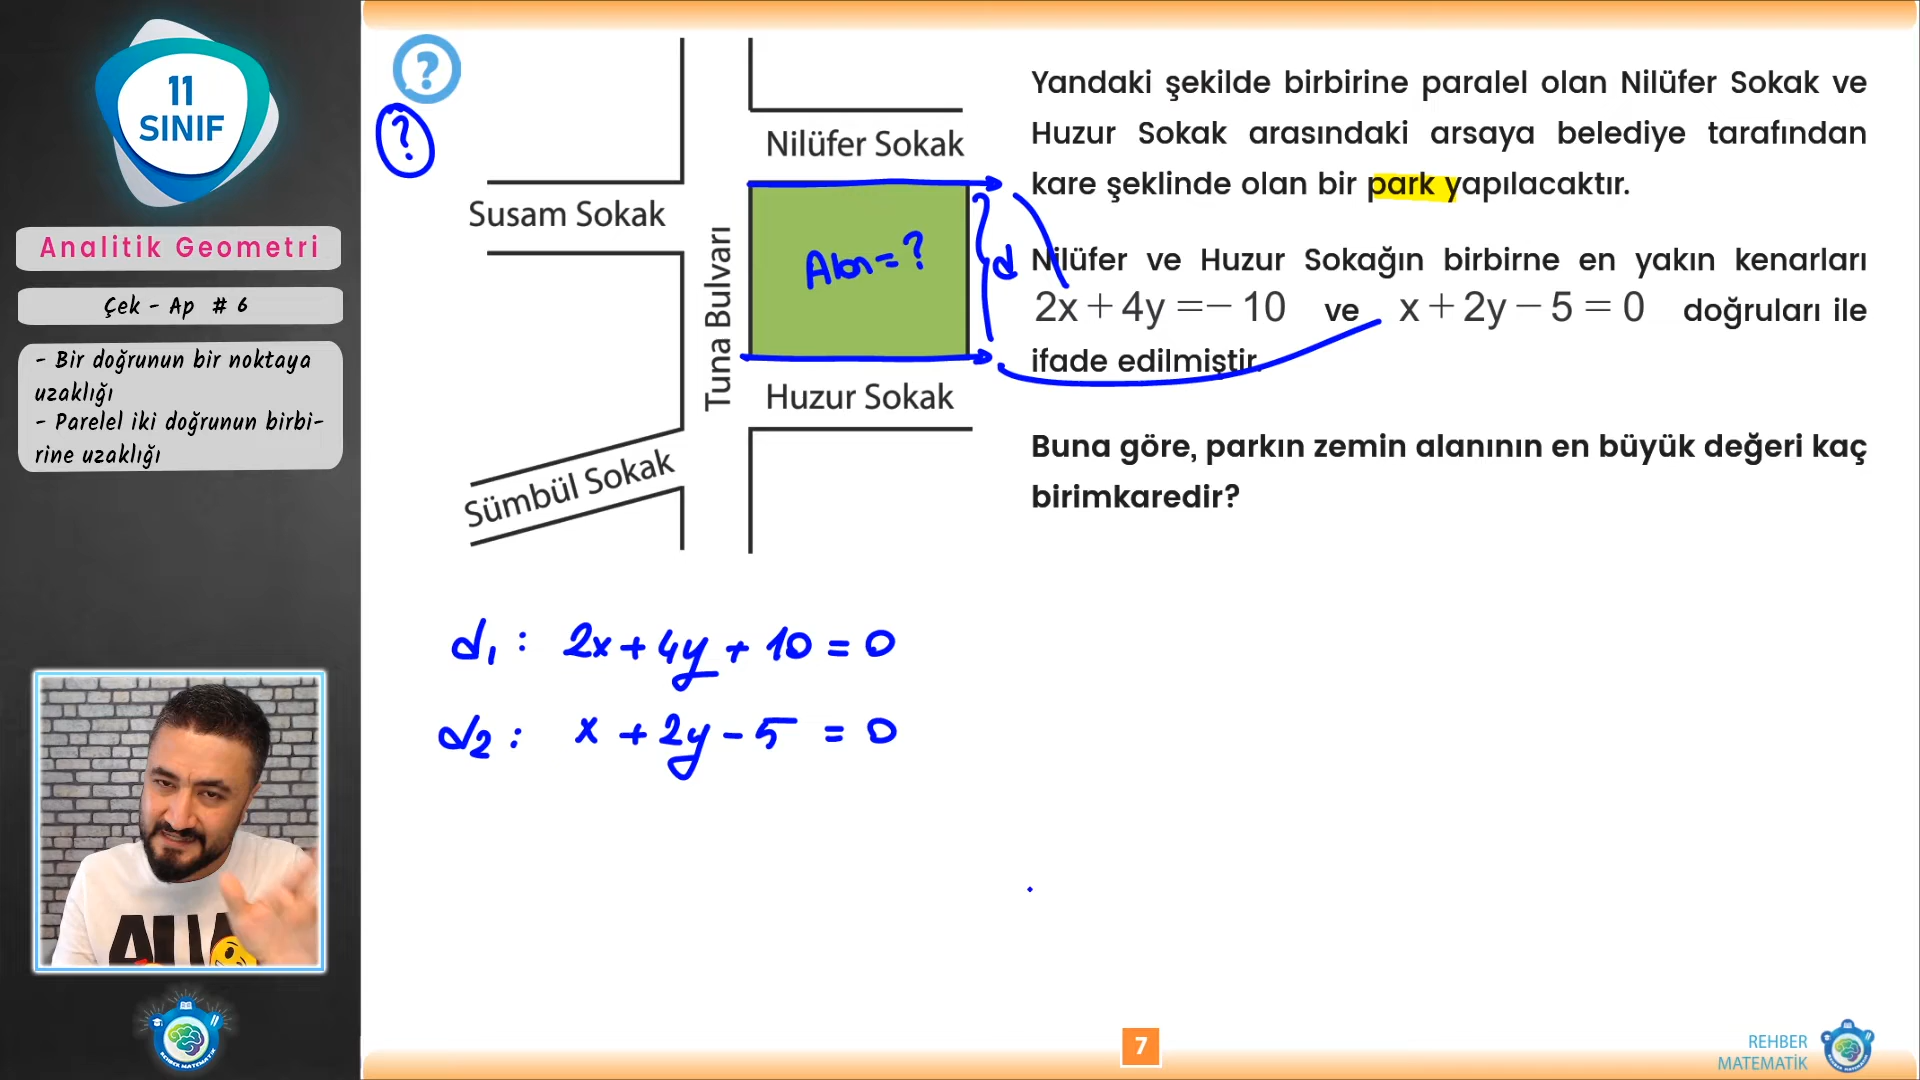 11
SINIF
Analitik Geometri
Çek - Ap # 6
- Bir doğrunun bir noktaya
uzaklığı
- Parelel iki doğrunun birbi-
rine uzaklığı
?
?
Nilüfer Sokak
Susam Sokak
Tuna Bulvarı
Alan = ?
d
Huzur Sokak
Sümbül Sokak
Yandaki şekilde birbirine paralel olan Nilüfer Sokak ve
Huzur Sokak arasındaki arsaya belediye tarafından
kare şeklinde olan bir park yapılacaktır.
Nilüfer ve Huzur Sokağın birbirne en yakın kenarları
2x + 4y = - 10 ve x + 2y - 5 = 0 doğruları ile
ifade edilmiştir.
Buna göre, parkın zemin alanının en büyük değeri kaç
birimkaredir?
d1 : 2x + 4y + 10 = 0
d2 : x + 2y - 5 = 0
REHBER MATEMATİK
7
REHBER
MATEMATİK